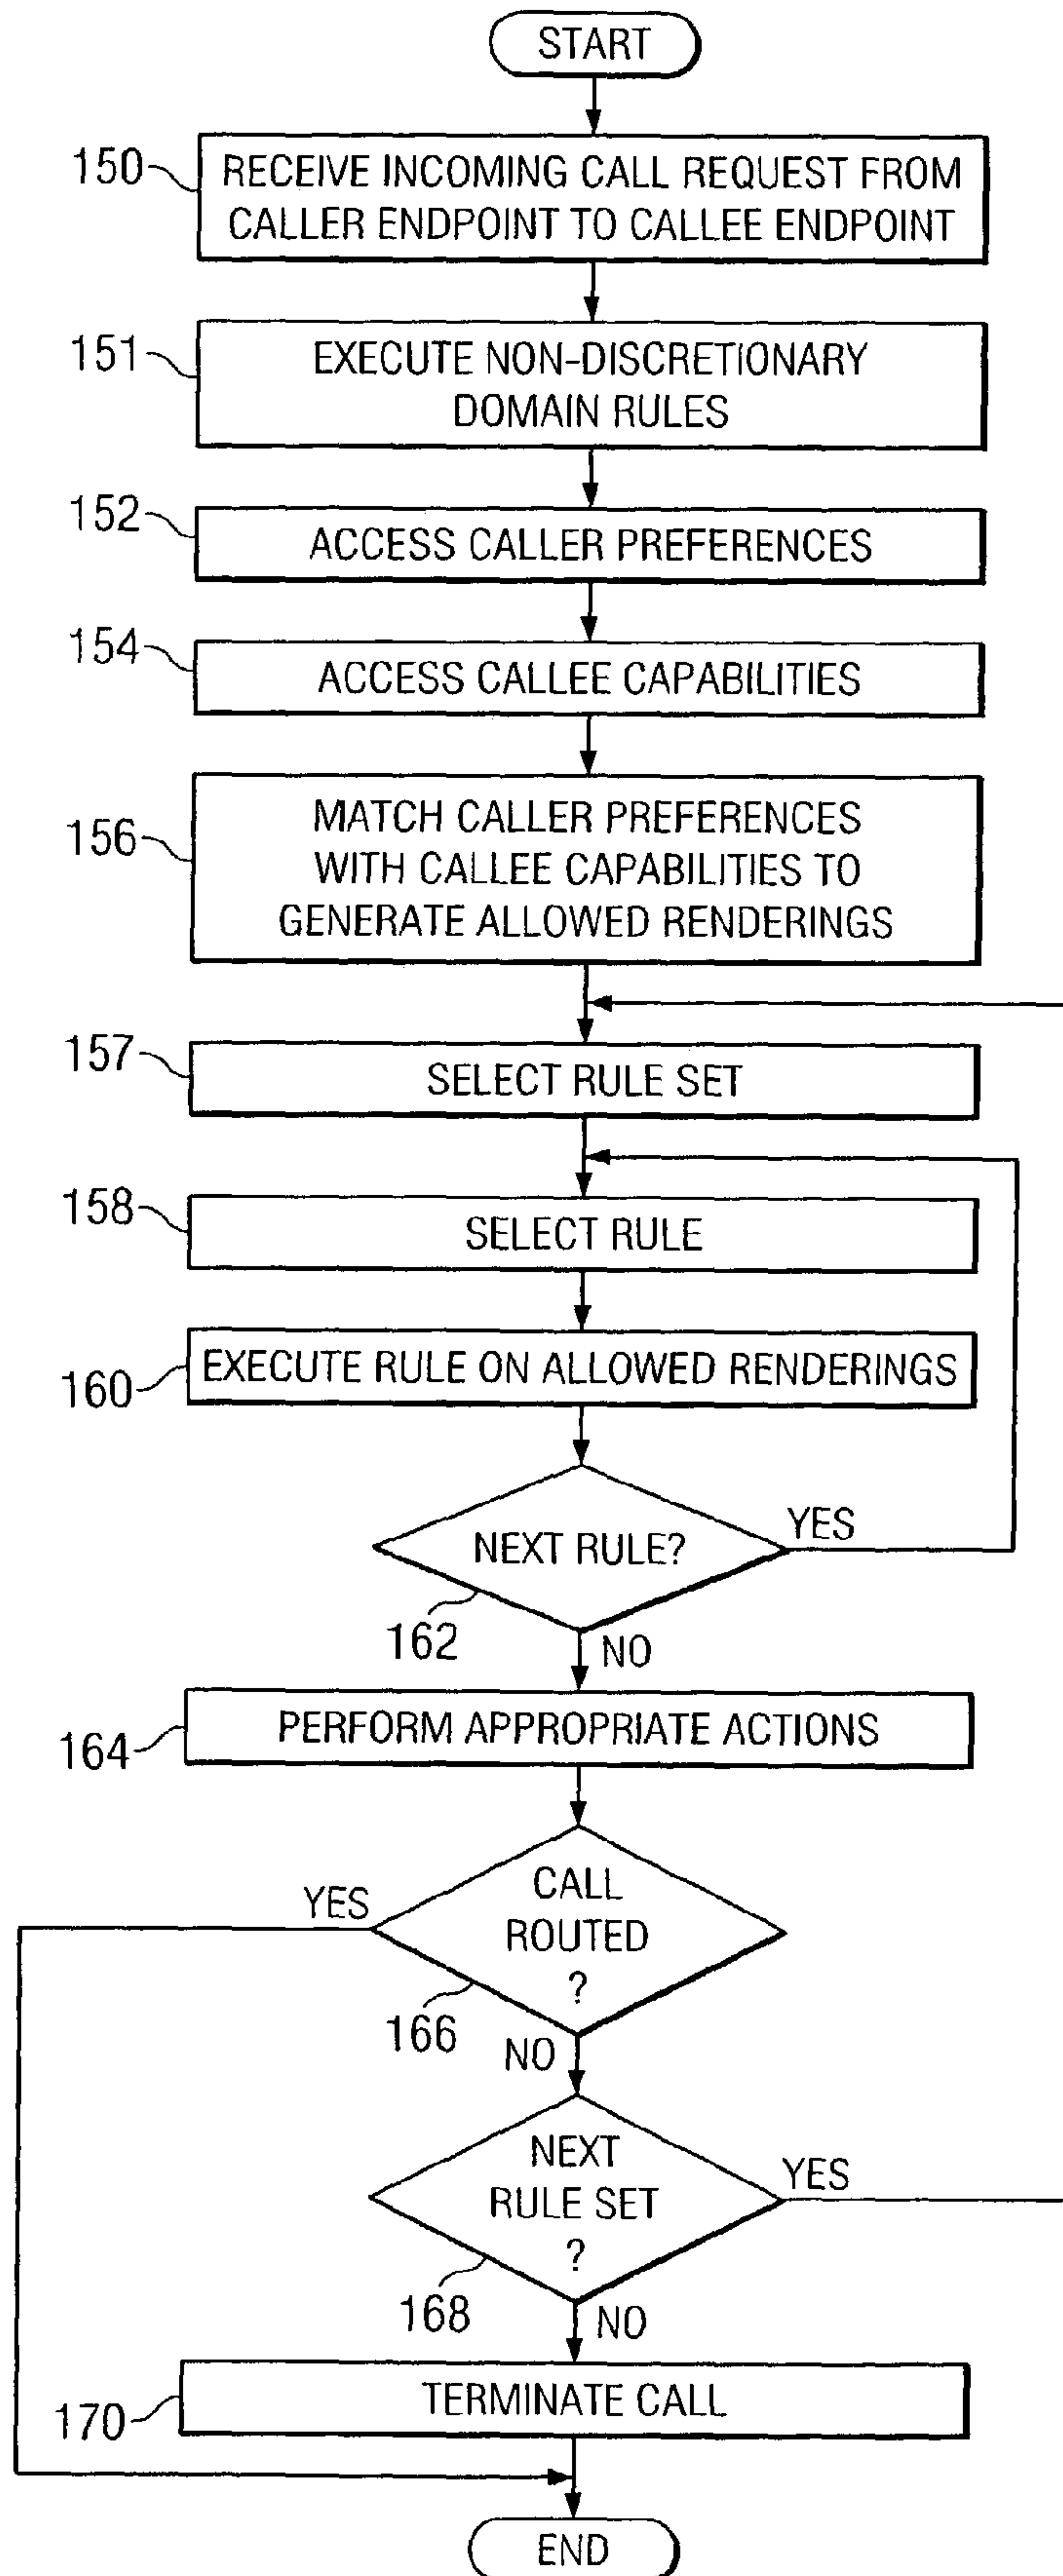 START
150
RECEIVE INCOMING CALL REQUEST FROM
CALLER ENDPOINT TO CALLEE ENDPOINT
151
EXECUTE NON-DISCRETIONARY
DOMAIN RULES
152
ACCESS CALLER PREFERENCES
154
ACCESS CALLEE CAPABILITIES
156
MATCH CALLER PREFERENCES
WITH CALLEE CAPABILITIES TO
GENERATE ALLOWED RENDERINGS
157
SELECT RULE SET
158
SELECT RULE
160
EXECUTE RULE ON ALLOWED RENDERINGS
NEXT RULE?
YES
162
NO
164
PERFORM APPROPRIATE ACTIONS
YES
CALL
ROUTED
?
166
NO
NEXT
RULE SET
?
YES
168
NO
170
TERMINATE CALL
END